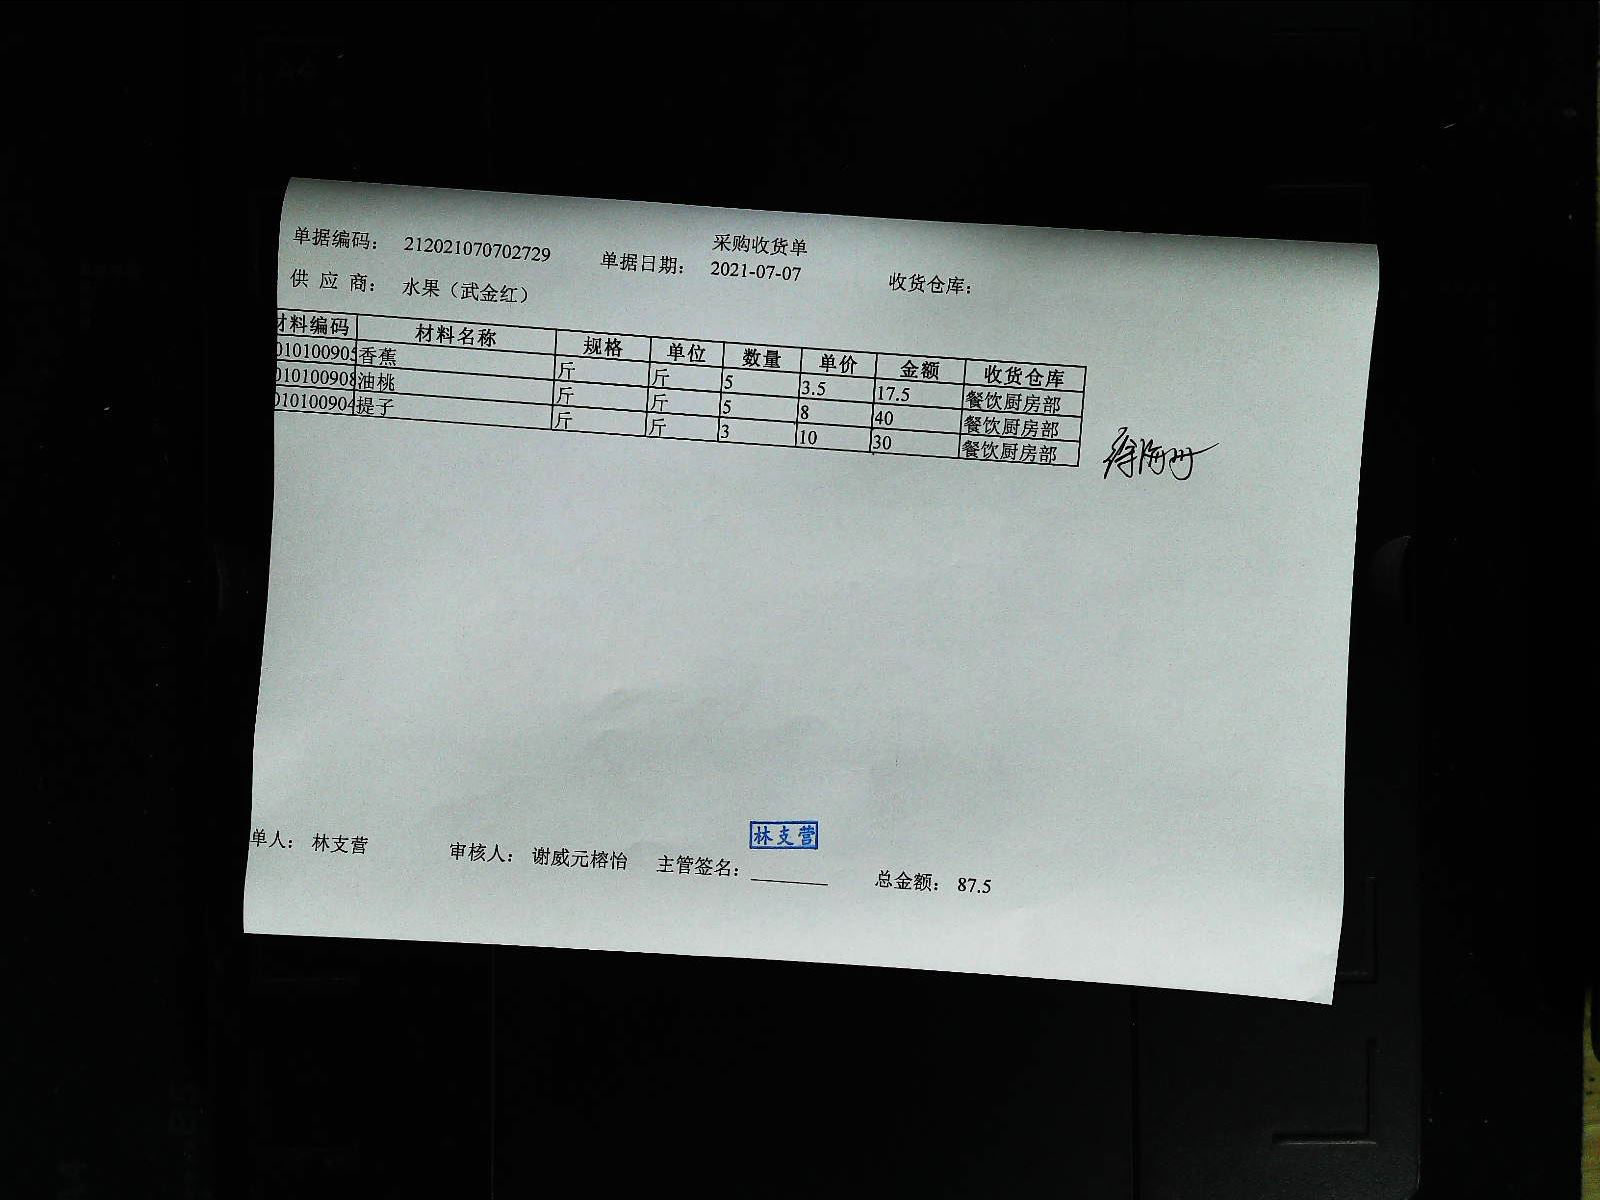 采购收货单
单据编码： 212021070702729 单据日期： 2021-07-07 收货仓库：
供 应 商： 水果（武金红）
材料编码 材料名称 规格 单位 数量 单价 金额 收货仓库
010100905 香蕉 斤 斤 5 3.5 17.5 餐饮厨房部
010100908 油桃 斤 斤 5 8 40 餐饮厨房部
010100904 提子 斤 斤 3 10 30 餐饮厨房部
林支营
单人： 林支营 审核人： 谢威元榕怡 主管签名： 总金额： 87.5